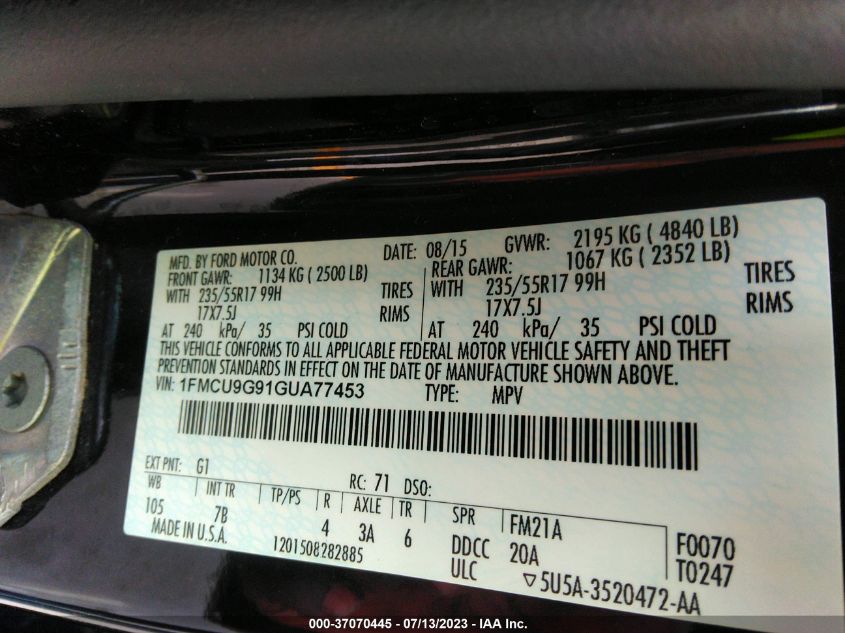 MFD. BY FORD MOTOR CO. DATE: 08/15 GVWR: 2195 KG ( 4840 LB)
FRONT GAWR: 1134 KG ( 2500 LB) REAR GAWR: 1067 KG ( 2352 LB)
WITH 235/55R17 99H TIRES WITH 235/55R17 99H TIRES
17X7.5J RIMS 17X7.5J RIMS
AT 240 kPa/ 35 PSI COLD AT 240 kPa/ 35 PSI COLD
THIS VEHICLE CONFORMS TO ALL APPLICABLE FEDERAL MOTOR VEHICLE SAFETY AND THEFT
PREVENTION STANDARDS IN EFFECT ON THE DATE OF MANUFACTURE SHOWN ABOVE.
VIN: 1FMCU9G91GUA77453 TYPE: MPV
EXT PNT: G1 RC: 71 DSO:
WB INT TR TP/PS R AXLE TR SPR FM21A F0070
105 7B 4 3A 6 DDCC 20A T0247
MADE IN U.S.A. 1201508282885 ULC ▽5U5A-3520472-AA
000-37070445 - 07/13/2023 - IAA Inc.